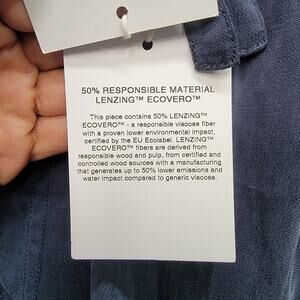 50% RESPONSIBLE MATERIAL
LENZING™ ECOVERO™
This piece contains 50% LENZING™
ECOVERO™ - a responsible viscose fiber
with a proven lower environmental impact,
certified by the EU Ecolabel. LENZING™
ECOVERO™ fibers are derived from
responsible wood and pulp, from certified and
controlled wood sources with a manufacturing
that generates up to 50% lower emissions and
water impact compared to generic viscose.